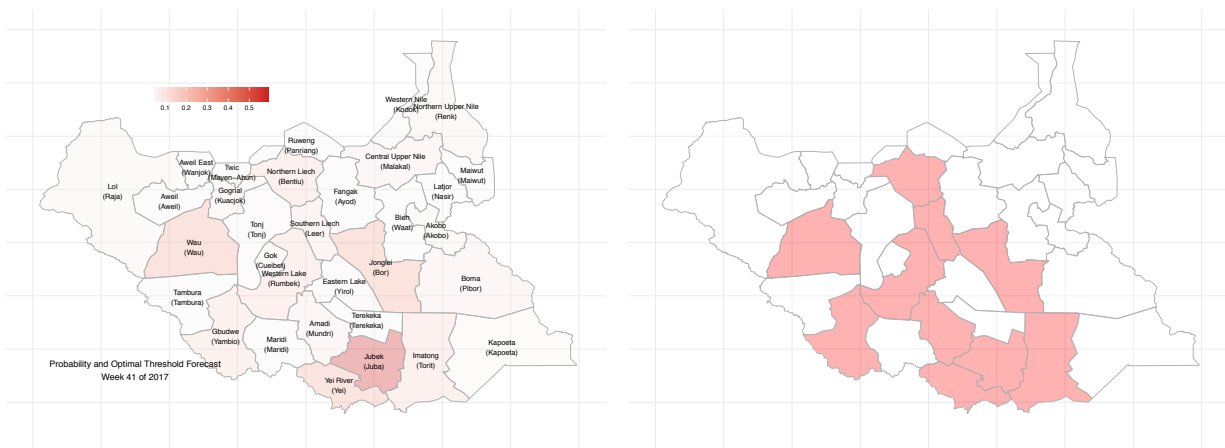 Western Nile
(Kodok)
Northern Upper Nile
(Renk)
0.1 0.2 0.3 0.4 0.5
Ruweng
(Panriang)
Central Upper Nile
(Malakal)
Aweil East
(Wanjok)
Twic
(Mayen-Abun)
Northern Liech
(Bentiu)
Maiwut
(Maiwut)
Lol
(Raja)
Aweil
(Aweil)
Gogrial
(Kuacjok)
Fangak
(Ayod)
Latjor
(Nasir)
Tonj
(Tonj)
Southern Liech
(Leer)
Bieh
(Waat)
Akobo
(Akobo)
Wau
(Wau)
Gok
(Cueibet)
Western Lake
(Rumbek)
Jonglei
(Bor)
Eastern Lake
(Yirol)
Boma
(Pibor)
Tambura
(Tambura)
Terekeka
(Terekeka)
Amadi
(Mundri)
Gbudwe
(Yambio)
Maridi
(Maridi)
Jubek
(Juba)
Imatong
(Torit)
Kapoeta
(Kapoeta)
Probability and Optimal Threshold Forecast
Week 41 of 2017
Yei River
(Yei)